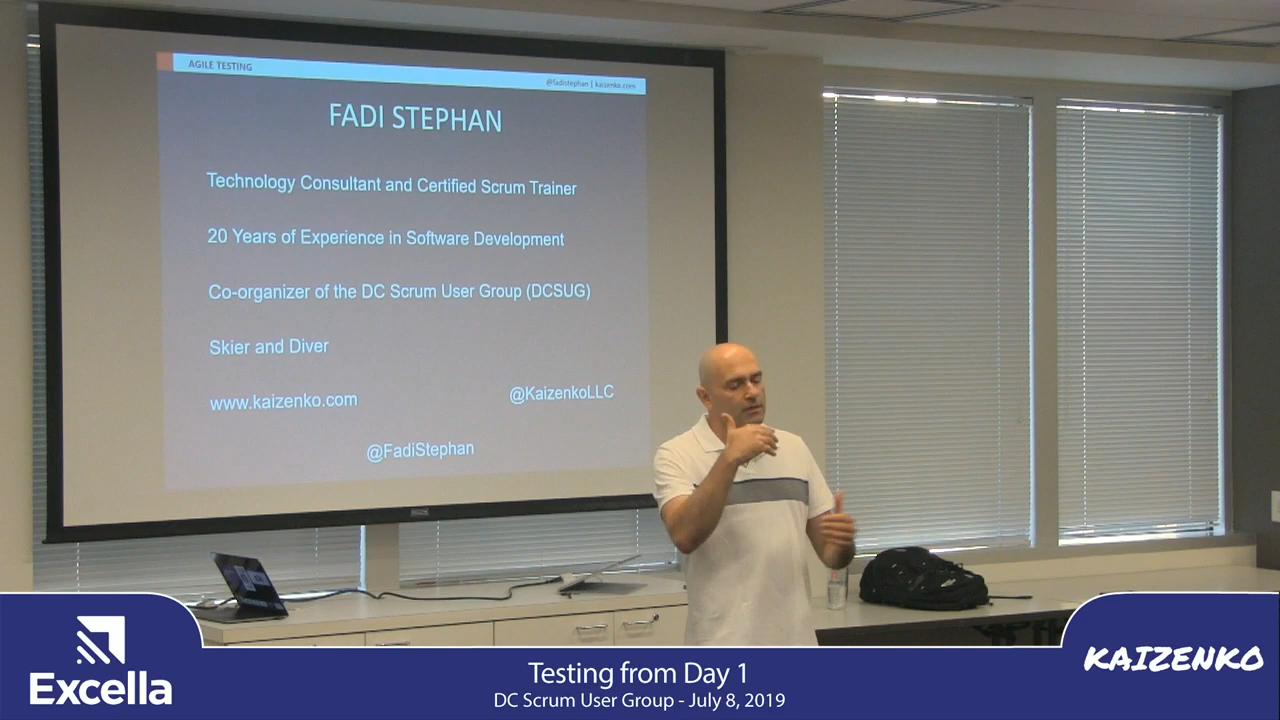 AGILE TESTING
@fadistephan | kaizenko.com
FADI STEPHAN
Technology Consultant and Certified Scrum Trainer
20 Years of Experience in Software Development
Co-organizer of the DC Scrum User Group (DCSUG)
Skier and Diver
www.kaizenko.com
@KaizenkoLLC
@FadiStephan
Excella
Testing from Day 1
DC Scrum User Group - July 8, 2019
KAIZENKO